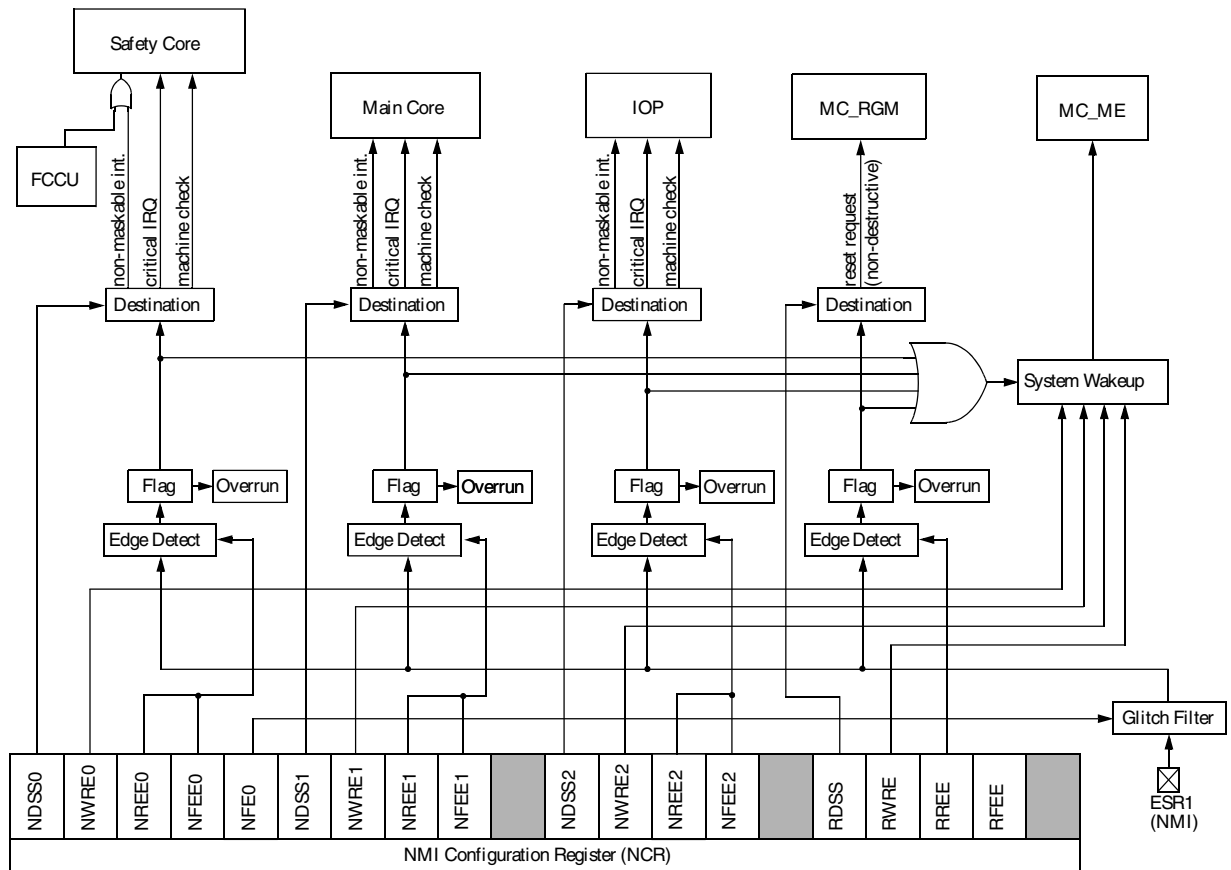 Safety Core
Main Core
IOP
MC_RGM
MC_ME
FCCU
non-maskable int.
critical IRQ
machine check
non-maskable int.
critical IRQ
machine check
non-maskable int.
critical IRQ
machine check
reset request
(non-destructive)
Destination
Destination
Destination
Destination
System Wakeup
Flag
Overrun
Flag
Overrun
Flag
Overrun
Flag
Overrun
Edge Detect
Edge Detect
Edge Detect
Edge Detect
Glitch Filter
ESR1
(NMI)
NDSS0
NWRE0
NREE0
NFEE0
NFE0
NDSS1
NWRE1
NREE1
NFEE1
NDSS2
NWRE2
NREE2
NFEE2
RDSS
RWRE
RREE
RFEE
NMI Configuration Register (NCR)